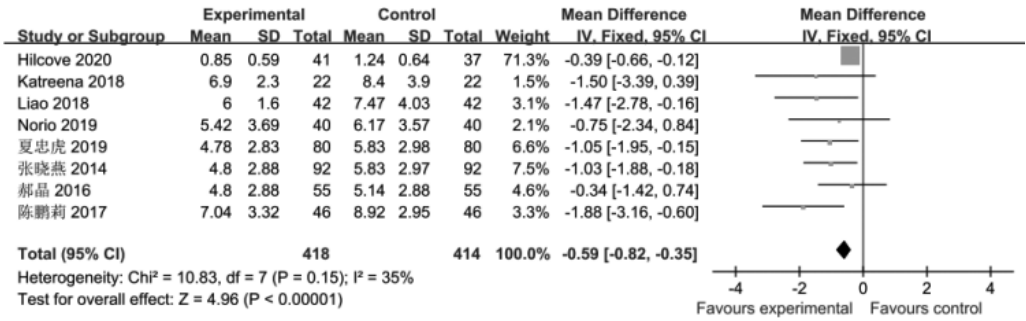 Experimental Control Mean Difference Mean Difference
Study or Subgroup Mean SD Total Mean SD Total Weight IV, Fixed, 95% CI IV, Fixed, 95% CI
Hilcove 2020 0.85 0.59 41 1.24 0.64 37 71.3% -0.39 [-0.66, -0.12]
Katreena 2018 6.9 2.3 22 8.4 3.9 22 1.5% -1.50 [-3.39, 0.39]
Liao 2018 6 1.6 42 7.47 4.03 42 3.1% -1.47 [-2.78, -0.16]
Norio 2019 5.42 3.69 40 6.17 3.57 40 2.1% -0.75 [-2.34, 0.84]
夏忠虎 2019 4.78 2.83 80 5.83 2.98 80 6.6% -1.05 [-1.95, -0.15]
张晓燕 2014 4.8 2.88 92 5.83 2.97 92 7.5% -1.03 [-1.88, -0.18]
郝晶 2016 4.8 2.88 55 5.14 2.88 55 4.6% -0.34 [-1.42, 0.74]
陈鹏莉 2017 7.04 3.32 46 8.92 2.95 46 3.3% -1.88 [-3.16, -0.60]
Total (95% CI) 418 414 100.0% -0.59 [-0.82, -0.35]
Heterogeneity: Chi² = 10.83, df = 7 (P = 0.15); I² = 35%
Test for overall effect: Z = 4.96 (P < 0.00001)
-4 -2 0 2 4
Favours experimental Favours control